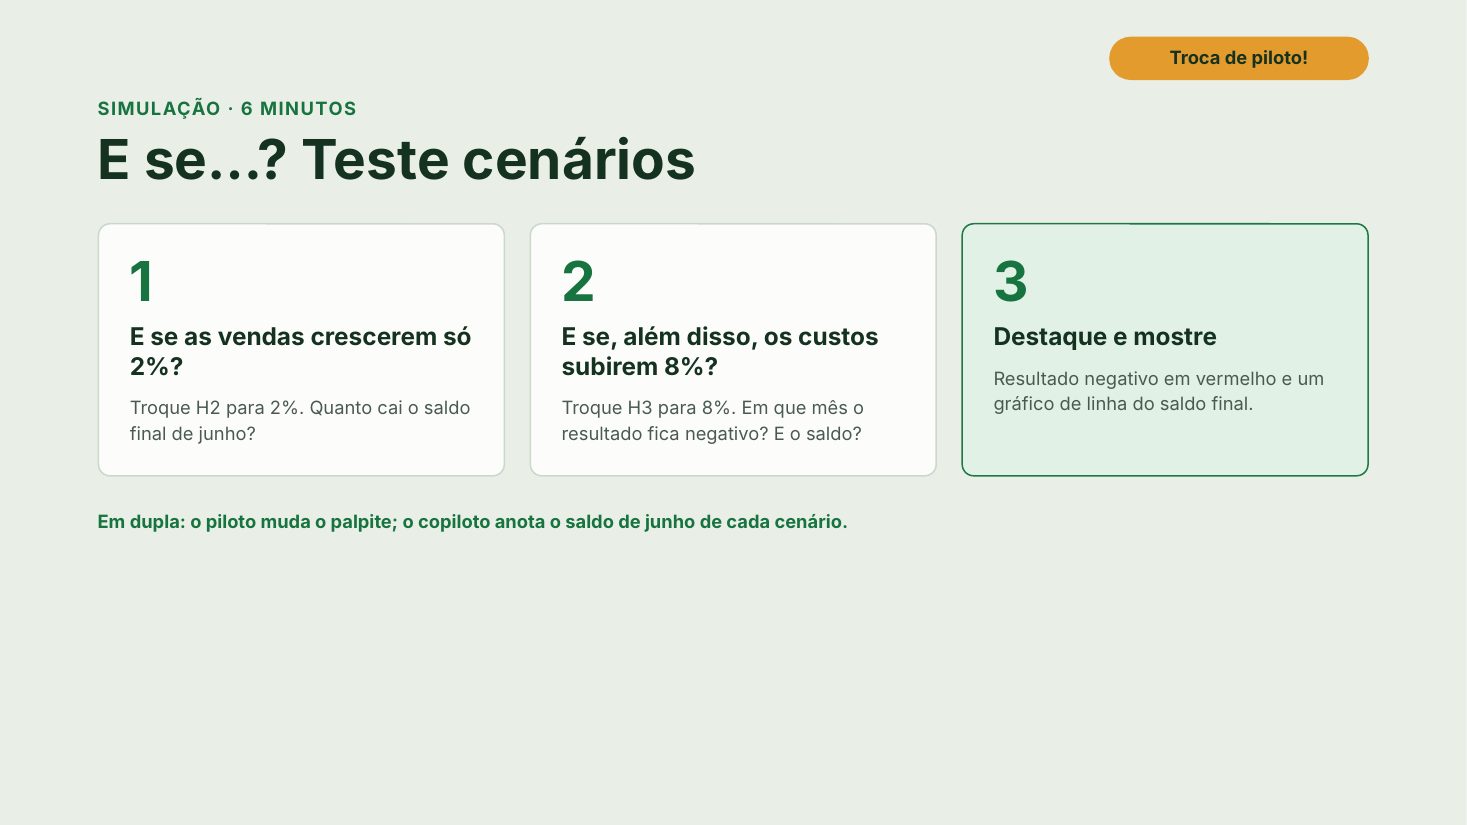 Troca de piloto!
SIMULAÇÃO · 6 MINUTOS
E se…? Teste cenários
1
E se as vendas crescerem só
2%?
Troque H2 para 2%. Quanto cai o saldo
final de junho?
2
E se, além disso, os custos
subirem 8%?
Troque H3 para 8%. Em que mês o
resultado fica negativo? E o saldo?
3
Destaque e mostre
Resultado negativo em vermelho e um
gráfico de linha do saldo final.
Em dupla: o piloto muda o palpite; o copiloto anota o saldo de junho de cada cenário.